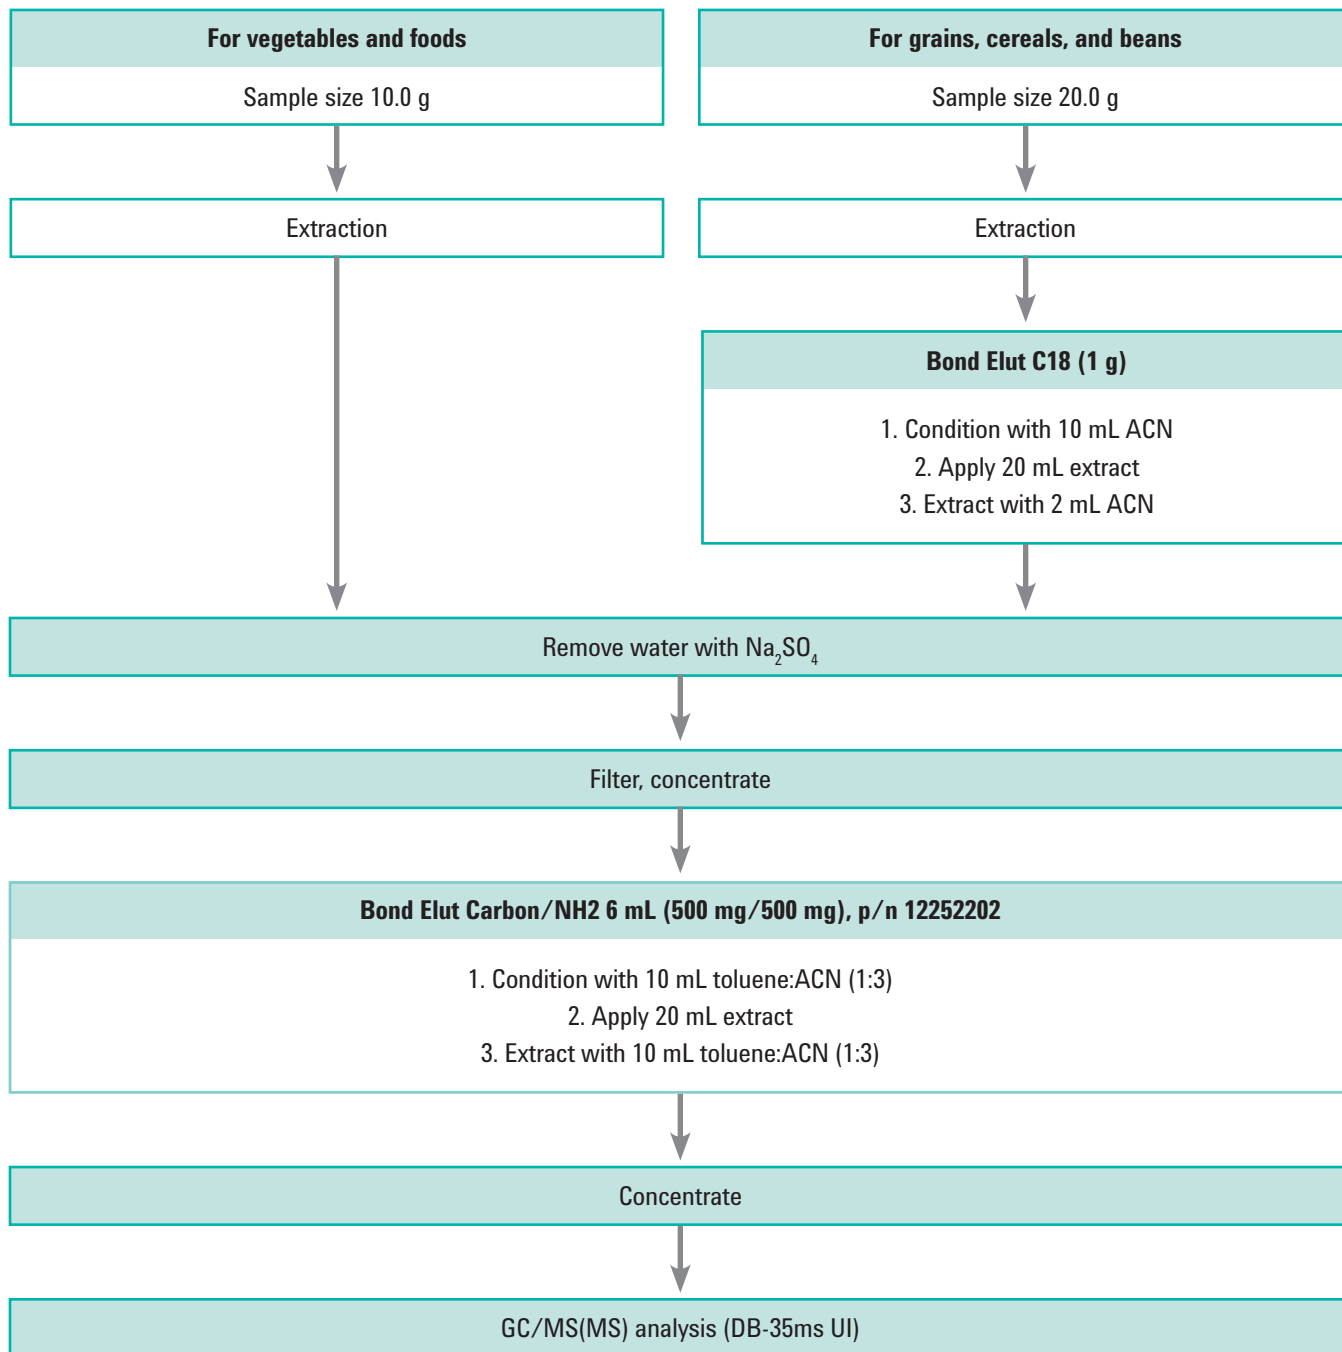 For vegetables and foods
Sample size 10.0 g
For grains, cereals, and beans
Sample size 20.0 g
Extraction
Extraction
Bond Elut C18 (1 g)
1. Condition with 10 mL ACN
2. Apply 20 mL extract
3. Extract with 2 mL ACN
Remove water with Na₂SO₄
Filter, concentrate
Bond Elut Carbon/NH2 6 mL (500 mg/500 mg), p/n 12252202
1. Condition with 10 mL toluene:ACN (1:3)
2. Apply 20 mL extract
3. Extract with 10 mL toluene:ACN (1:3)
Concentrate
GC/MS(MS) analysis (DB-35ms UI)